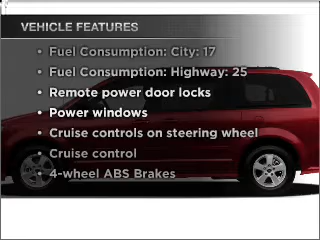 VEHICLE FEATURES
• Fuel Consumption: City: 17
• Fuel Consumption: Highway: 25
• Remote power door locks
• Power windows
• Cruise controls on steering wheel
• Cruise control
• 4-wheel ABS Brakes